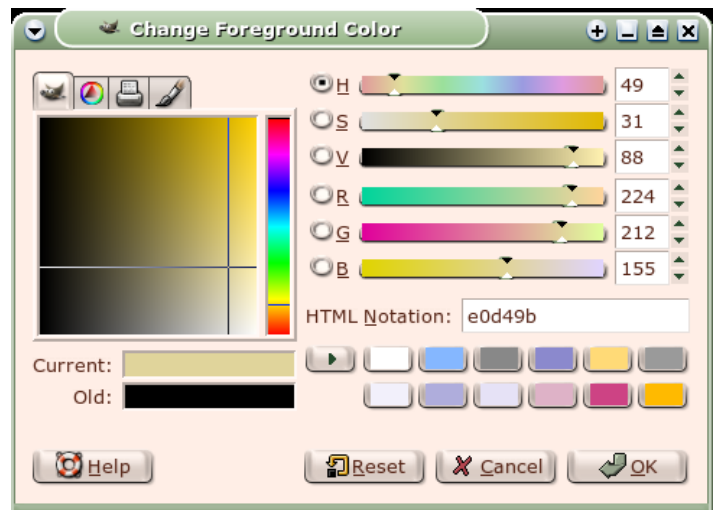 Change Foreground Color
H 49
S 31
V 88
R 224
G 212
B 155
HTML Notation: e0d49b
Current:
Old:
Help Reset Cancel OK